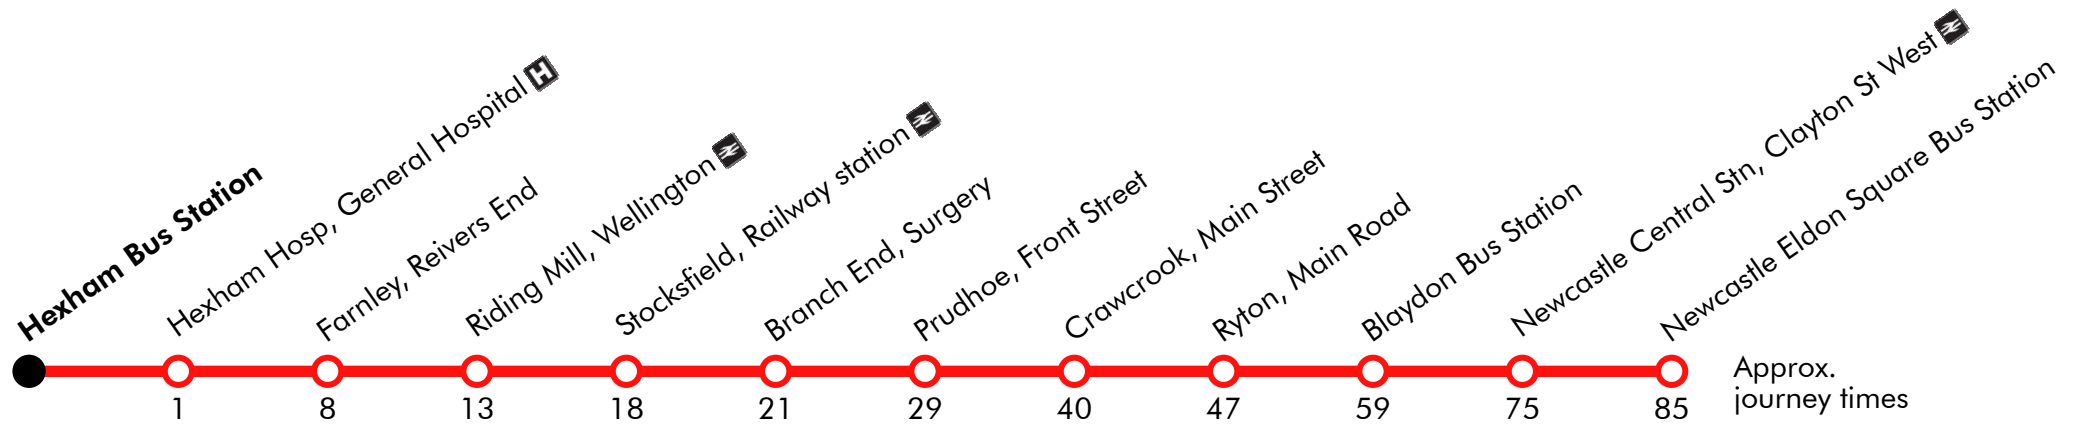 Hexham Bus Station
Hexham Hosp, General Hospital H
Farnley, Reivers End
Riding Mill, Wellington
Stocksfield, Railway station
Branch End, Surgery
Prudhoe, Front Street
Crawcrook, Main Street
Ryton, Main Road
Blaydon Bus Station
Newcastle Central Stn, Clayton St West
Newcastle Eldon Square Bus Station
1 8 13 18 21 29 40 47 59 75 85
Approx.
journey times